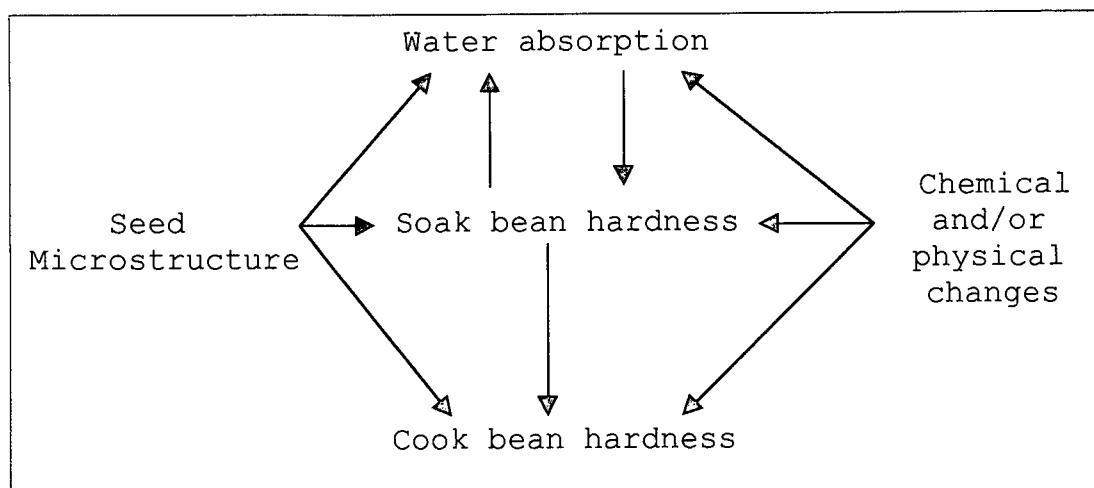 Water absorption
Seed
Microstructure
Soak bean hardness
Chemical
and/or
physical
changes
Cook bean hardness